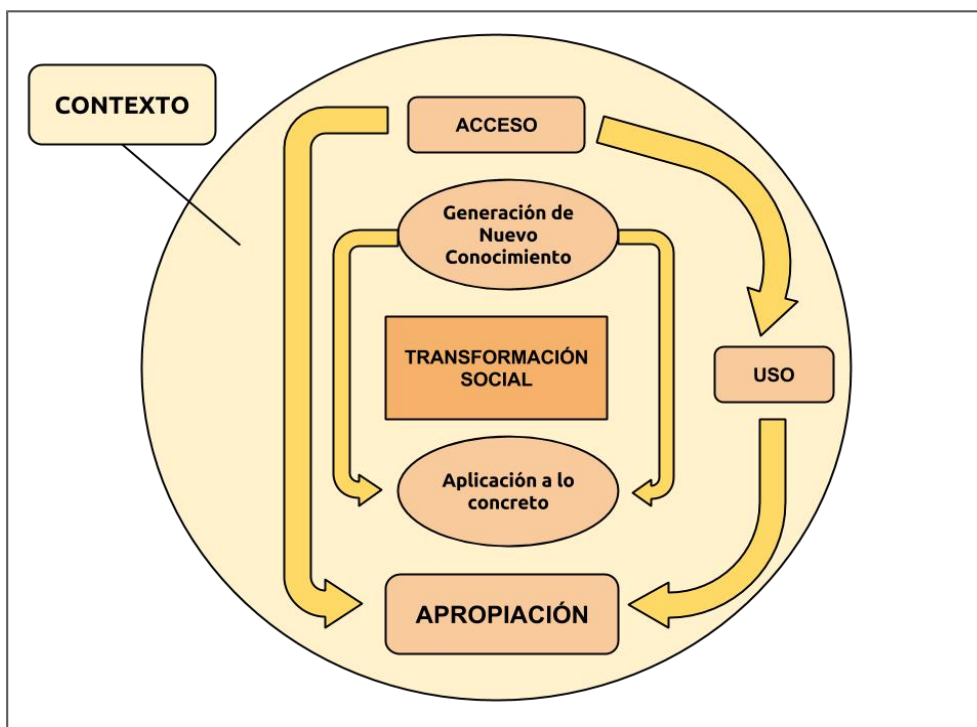 CONTEXTO
ACCESO
Generación de
Nuevo
Conocimiento
TRANSFORMACIÓN
SOCIAL
USO
Aplicación a lo
concreto
APROPIACIÓN